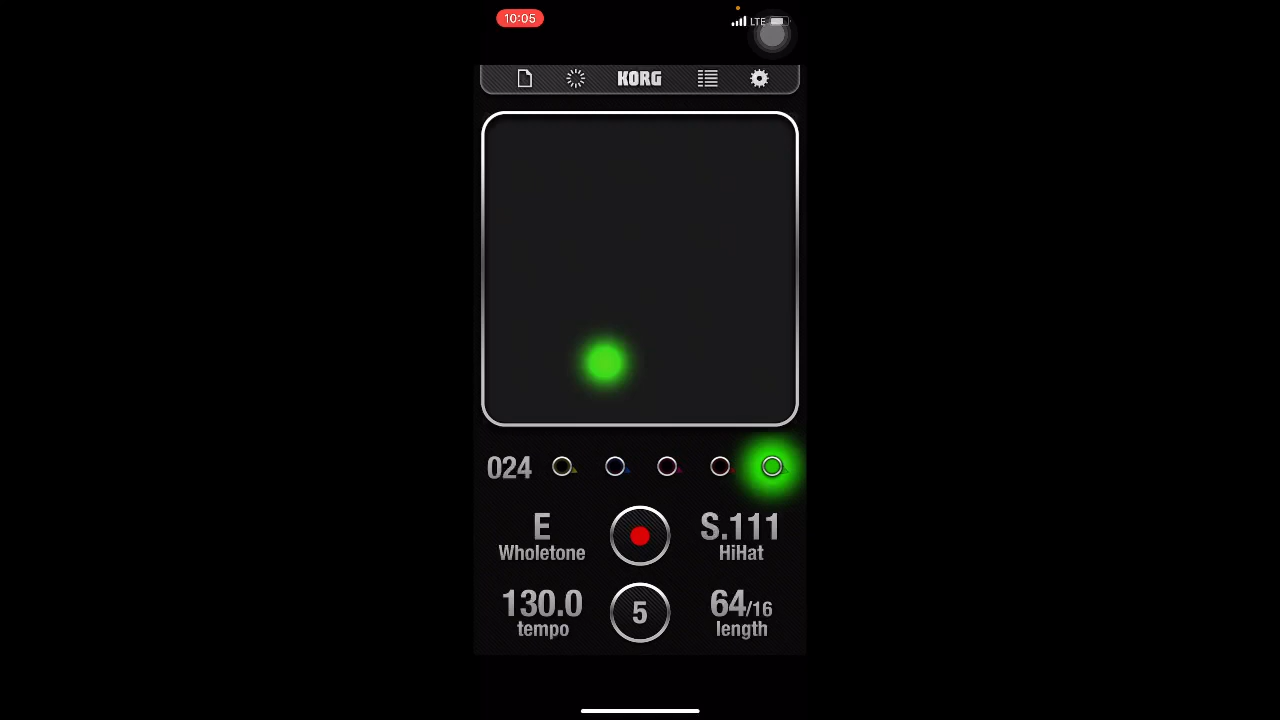 10:05
LTE
KORG
024
E
Wholetone
S.111
HiHat
130.0
tempo
5
64/16
length